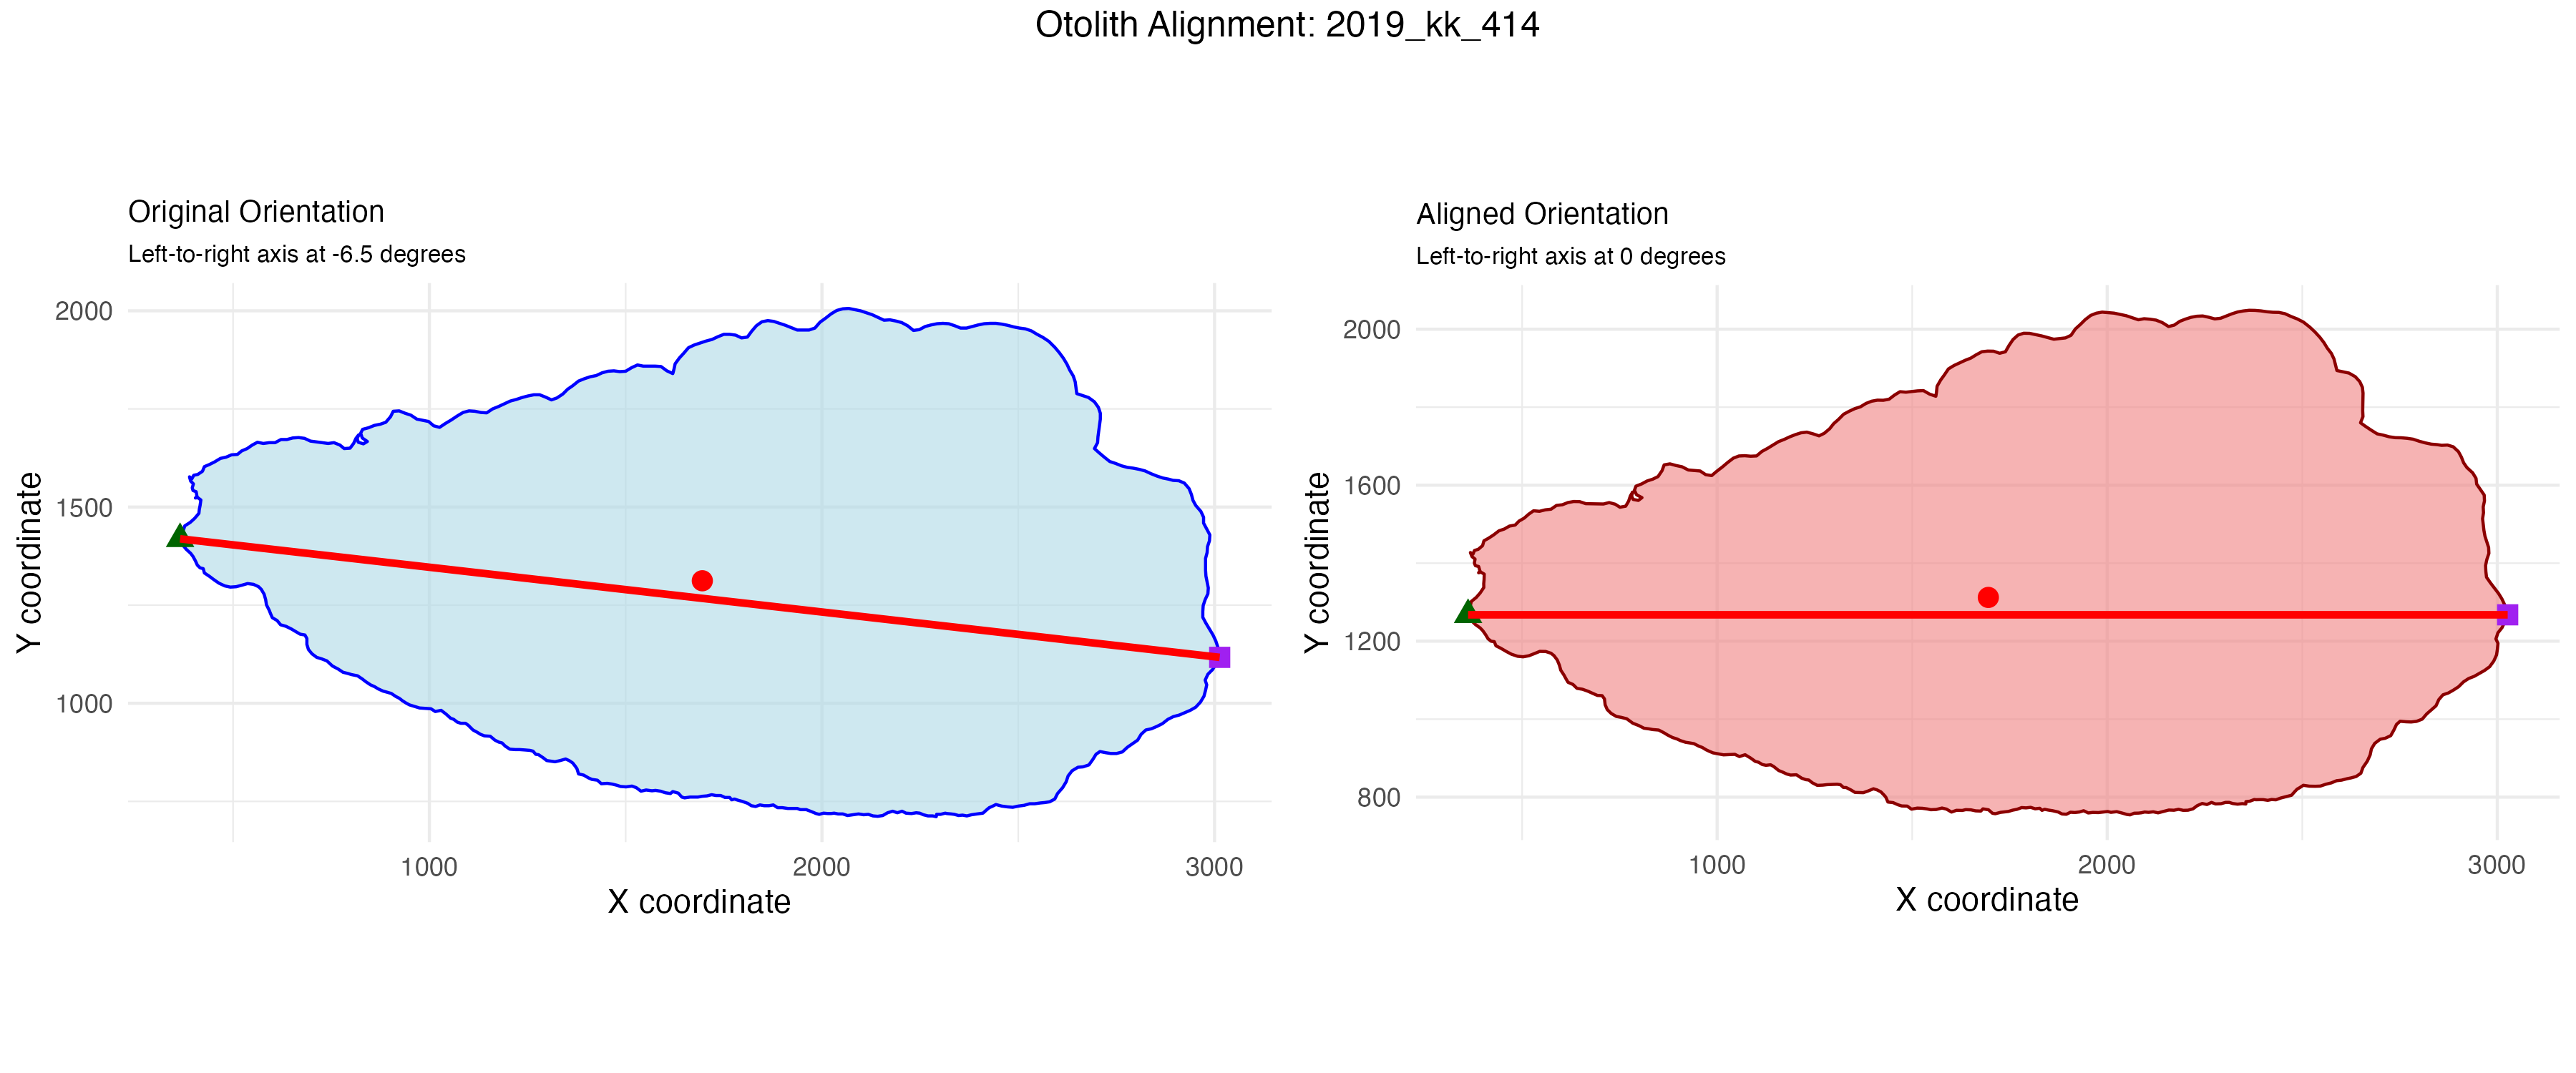 Otolith Alignment: 2019_kk_414
Original Orientation
Left-to-right axis at -6.5 degrees
2000
1500
1000
Y coordinate
1000
2000
3000
X coordinate
Aligned Orientation
Left-to-right axis at 0 degrees
2000
1600
1200
800
Y coordinate
1000
2000
3000
X coordinate